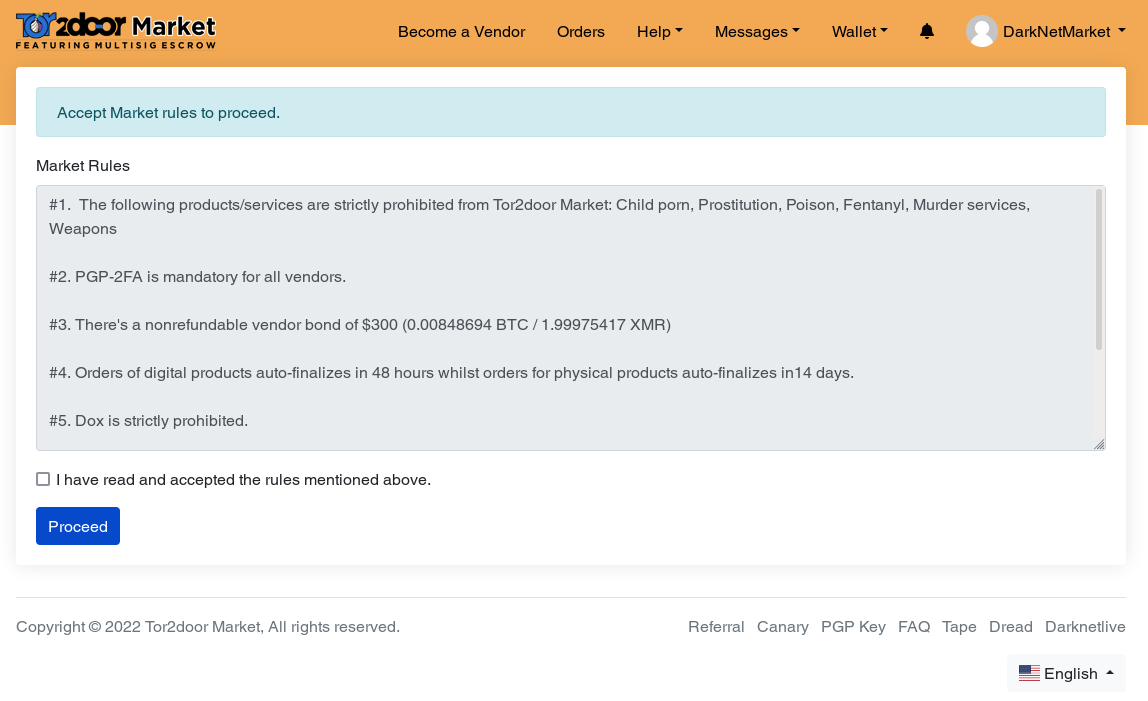 Tor2door Market
FEATURING MULTISIG ESCROW
Become a Vendor Orders Help Messages Wallet DarkNetMarket
Accept Market rules to proceed.
Market Rules
#1.  The following products/services are strictly prohibited from Tor2door Market: Child porn, Prostitution, Poison, Fentanyl, Murder services,
Weapons
#2. PGP-2FA is mandatory for all vendors.
#3. There's a nonrefundable vendor bond of $300 (0.00848694 BTC / 1.99975417 XMR)
#4. Orders of digital products auto-finalizes in 48 hours whilst orders for physical products auto-finalizes in14 days.
#5. Dox is strictly prohibited.
I have read and accepted the rules mentioned above.
Proceed
Copyright © 2022 Tor2door Market, All rights reserved. Referral Canary PGP Key FAQ Tape Dread Darknetlive
English